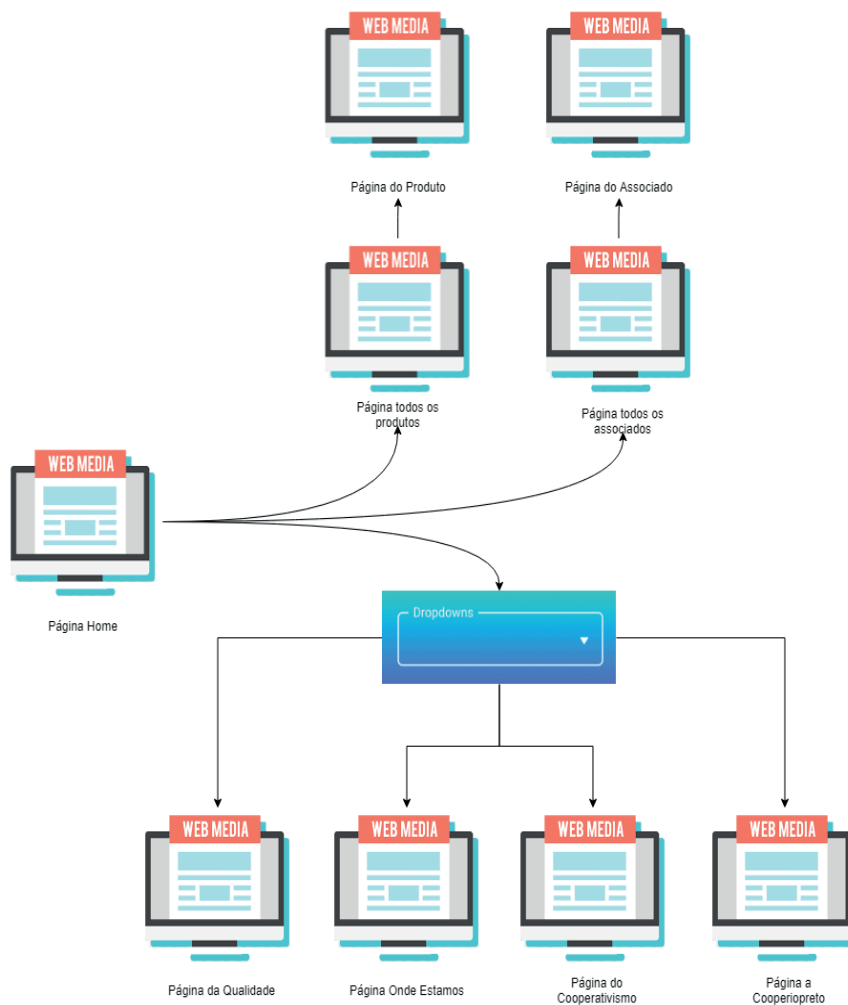 WEB MEDIA
WEB MEDIA
Página do Produto
Página do Associado
WEB MEDIA
WEB MEDIA
Página todos os
produtos
Página todos os
associados
WEB MEDIA
Página Home
Dropdowns
WEB MEDIA
WEB MEDIA
WEB MEDIA
WEB MEDIA
Página da Qualidade
Página Onde Estamos
Página do
Cooperativismo
Página a
Cooperiopreto